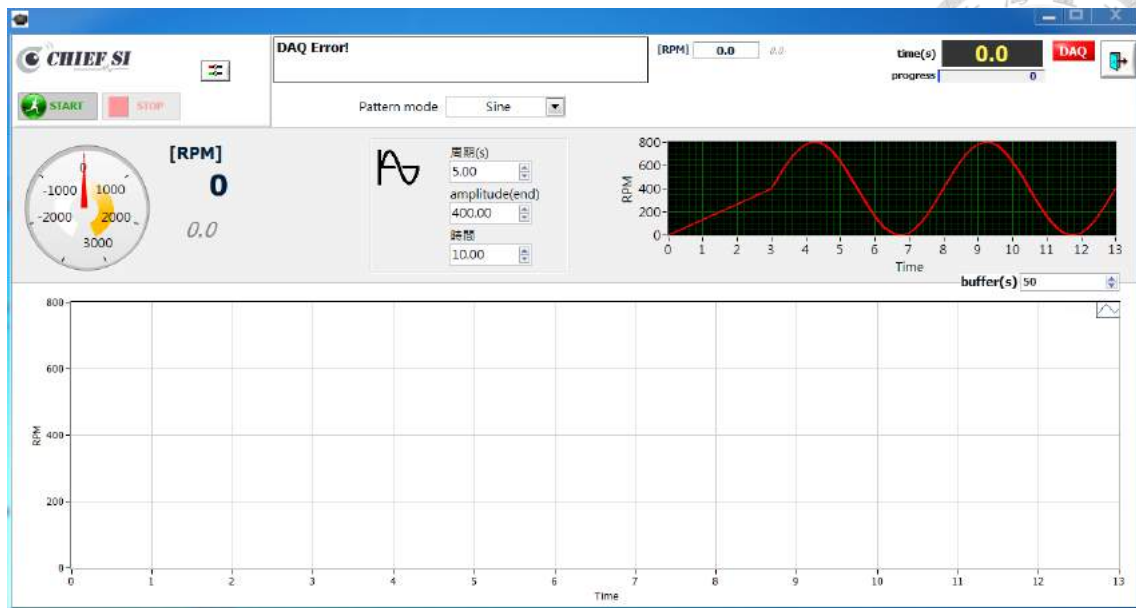 CHIEF SI
DAQ Error!
[RPM] 0.0 0.0
time(s) 0.0 DAQ
progress 0
START STOP
Pattern mode Sine
[RPM]
0
0.0
0
-1000 1000
-2000 2000
3000
周期(s)
5.00
amplitude(end)
400.00
時間
10.00
800
600
400
200
0
RPM
0 1 2 3 4 5 6 7 8 9 10 11 12 13
Time
buffer(s) 50
800
600
400
200
0
RPM
0 1 2 3 4 5 6 7 8 9 10 11 12 13
Time